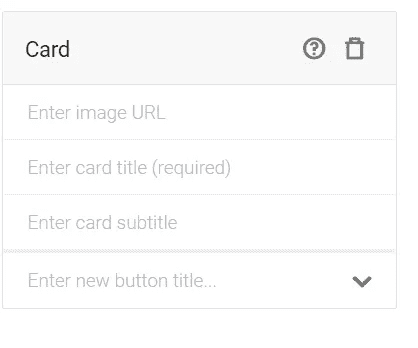 Card
Enter image URL
Enter card title (required)
Enter card subtitle
Enter new button title...